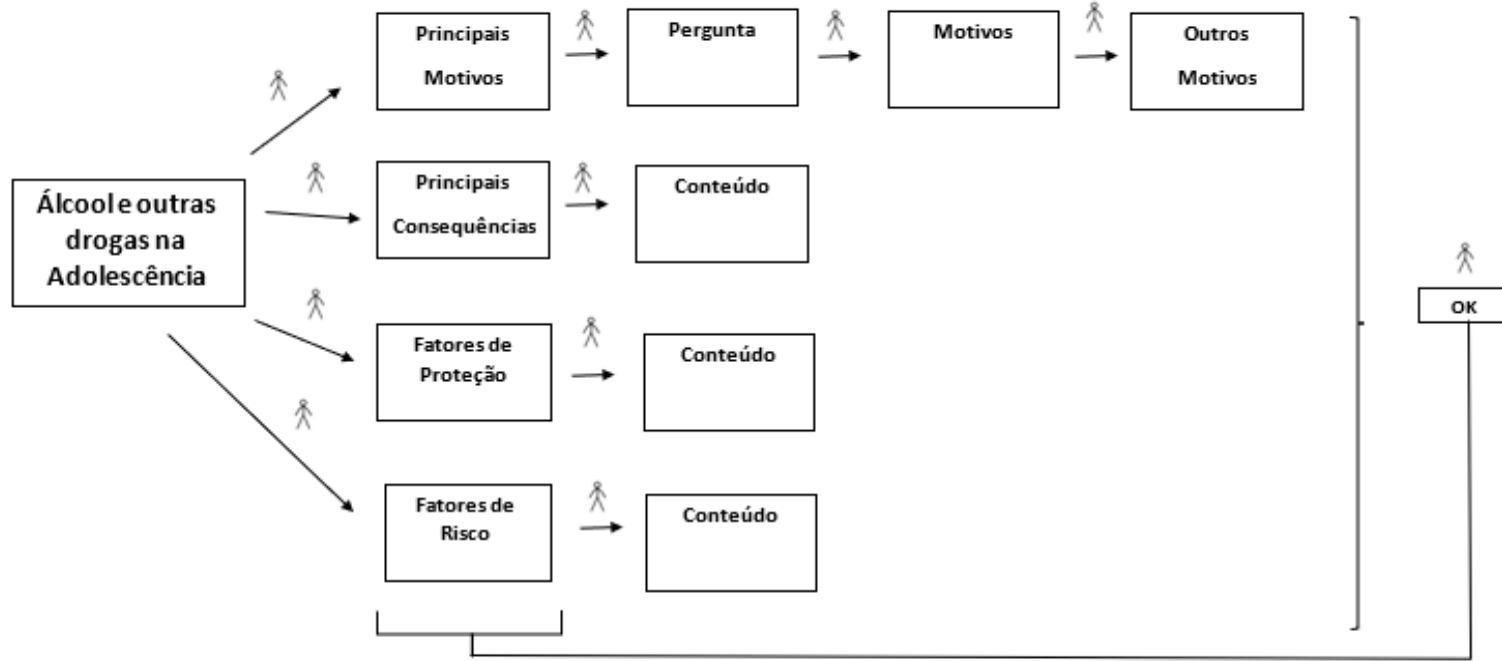 Principais
Motivos
Pergunta
Motivos
Outros
Motivos
Álcool e outras
drogas na
Adolescência
Principais
Consequências
Conteúdo
Fatores de
Proteção
Conteúdo
Fatores de
Risco
Conteúdo
OK